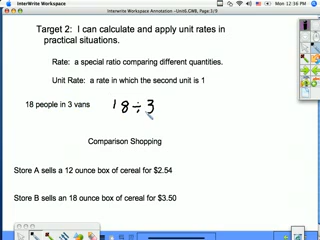 InterWrite Workspace
Mon 12:36 PM
Interwrite Workspace Annotation -Unit6.GWB, Page:3/9
Target 2: I can calculate and apply unit rates in
practical situations.
Rate: a special ratio comparing different quantities.
Unit Rate: a rate in which the second unit is 1
18 people in 3 vans
18 ÷ 3
Comparison Shopping
Store A sells a 12 ounce box of cereal for $2.54
Store B sells an 18 ounce box of cereal for $3.50